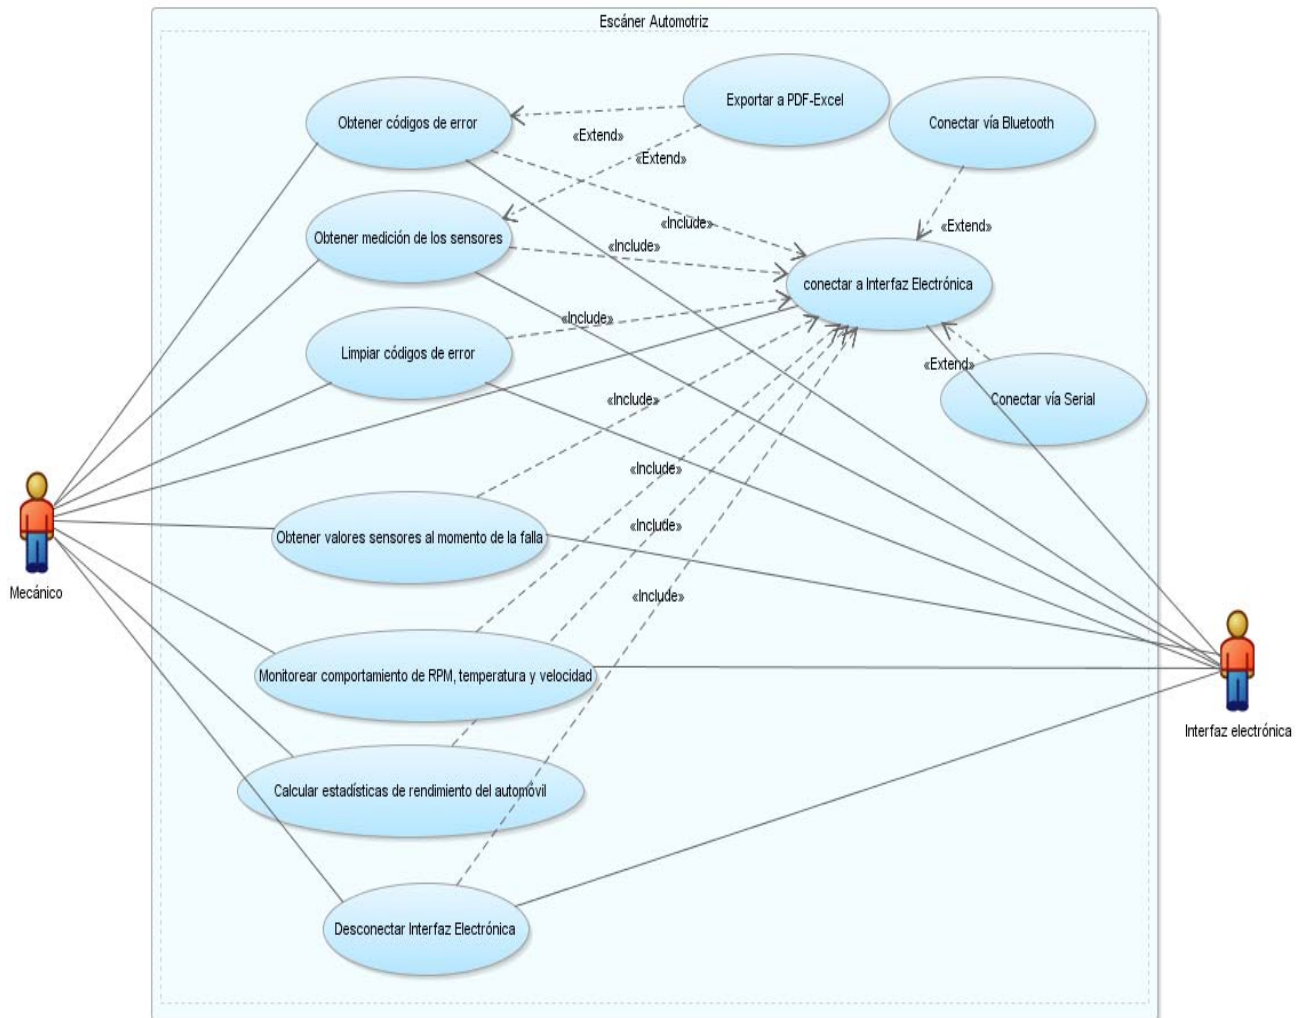 Escáner Automotriz
Exportar a PDF-Excel
Obtener códigos de error
Conectar vía Bluetooth
«Extend»
«Extend»
«Include»
«Extend»
Obtener medición de los sensores
«Include»
conectar a Interfaz Electrónica
«Include»
Limpiar códigos de error
«Extend»
«Include»
Conectar vía Serial
«Include»
«Include»
Obtener valores sensores al momento de la falla
Mecánico
«Include»
Monitorear comportamiento de RPM, temperatura y velocidad
Interfaz electrónica
Calcular estadísticas de rendimiento del automóvil
Desconectar Interfaz Electrónica